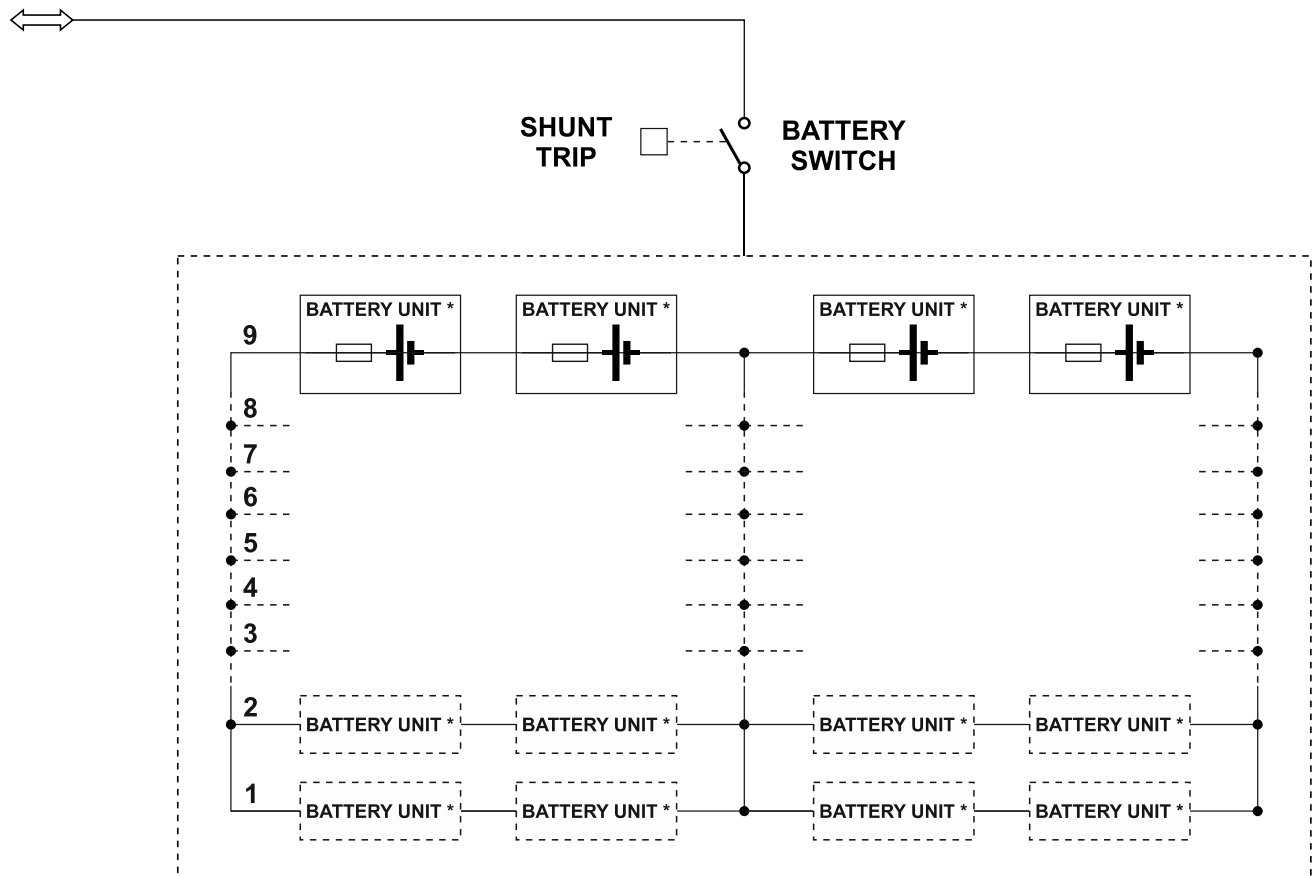 SHUNT
TRIP
BATTERY
SWITCH
BATTERY UNIT * BATTERY UNIT * BATTERY UNIT * BATTERY UNIT *
9
8
7
6
5
4
3
2 BATTERY UNIT * BATTERY UNIT * BATTERY UNIT * BATTERY UNIT *
1 BATTERY UNIT * BATTERY UNIT * BATTERY UNIT * BATTERY UNIT *